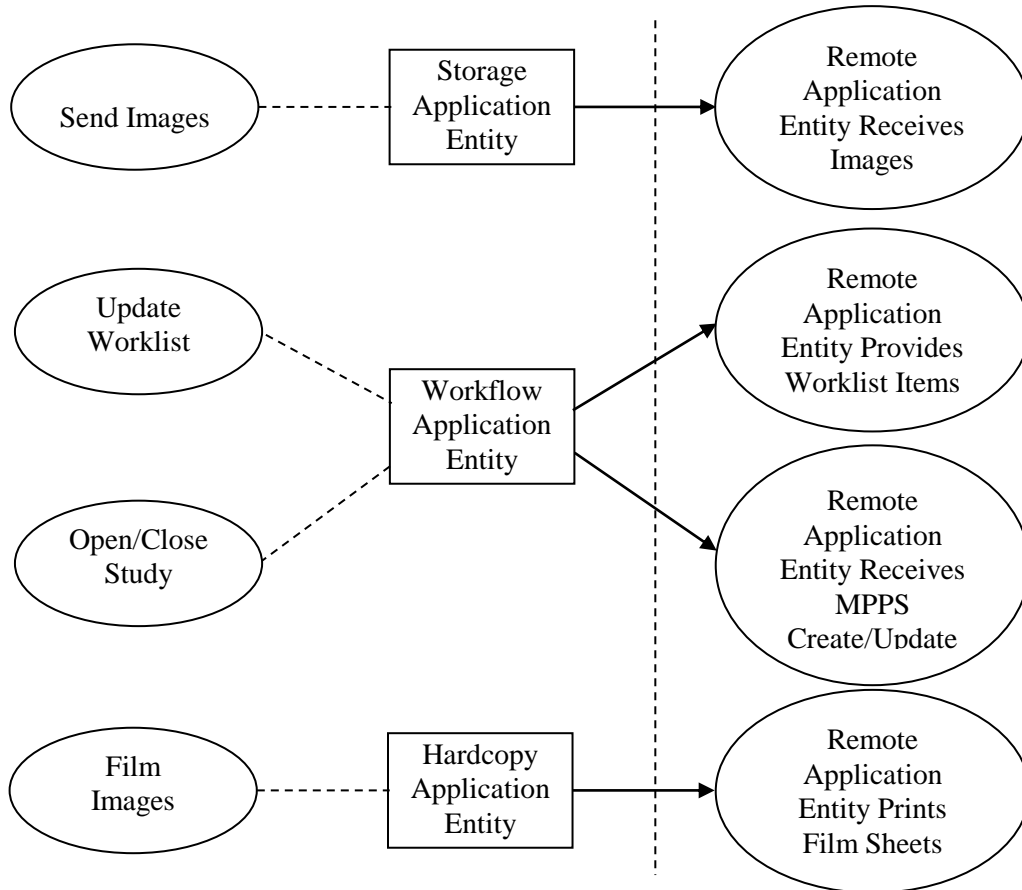 Send Images
Storage
Application
Entity
Remote
Application
Entity Receives
Images
Update
Worklist
Workflow
Application
Entity
Remote
Application
Entity Provides
Worklist Items
Open/Close
Study
Remote
Application
Entity Receives
MPPS
Create/Update
Film
Images
Hardcopy
Application
Entity
Remote
Application
Entity Prints
Film Sheets